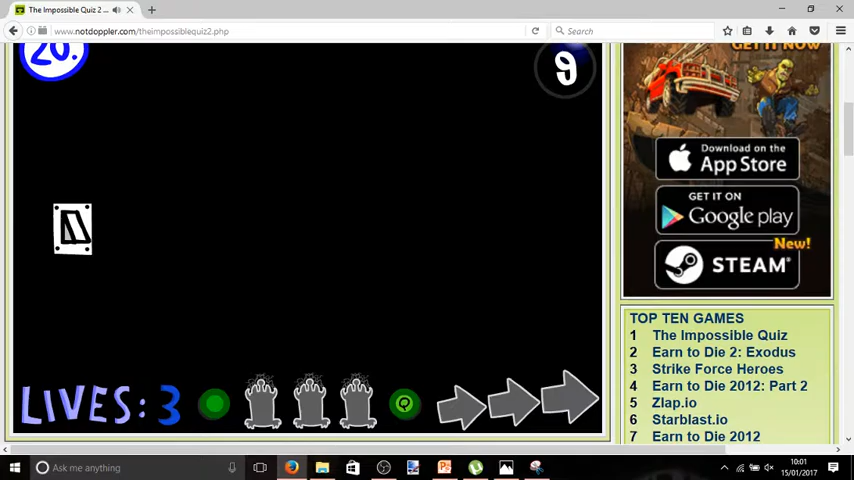 The Impossible Quiz 2 ...
www.notdoppler.com/theimpossiblequiz2.php
Search
20.
9
GET IT NOW
Download on the
App Store
GET IT ON
Google play
New!
STEAM
TOP TEN GAMES
1 The Impossible Quiz
2 Earn to Die 2: Exodus
3 Strike Force Heroes
4 Earn to Die 2012: Part 2
5 Zlap.io
6 Starblast.io
7 Earn to Die 2012
LIVES: 3
Ask me anything
10:01
15/01/2017